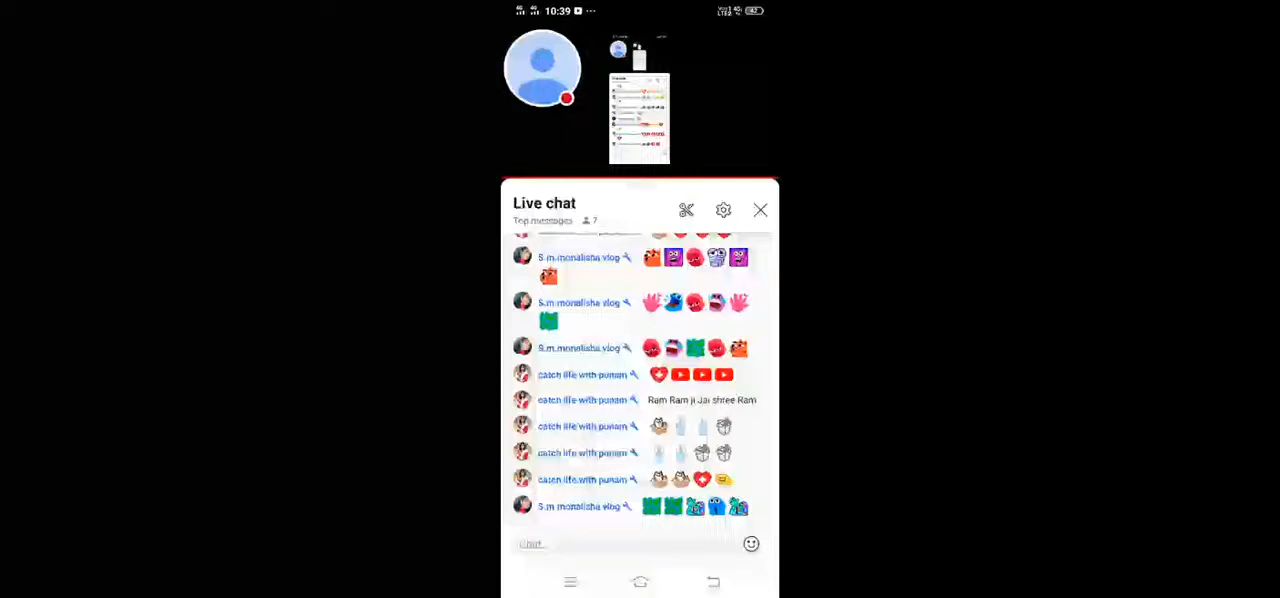 10:39
Live chat
Top messages 7
S.m.monalisha vlog
S.m.monalisha vlog
S.m.monalisha vlog
catch life with punam
catch life with punam Ram Ram ji Jai shree Ram
catch life with punam
catch life with punam
catch life with punam
S.m.monalisha vlog
Chat...